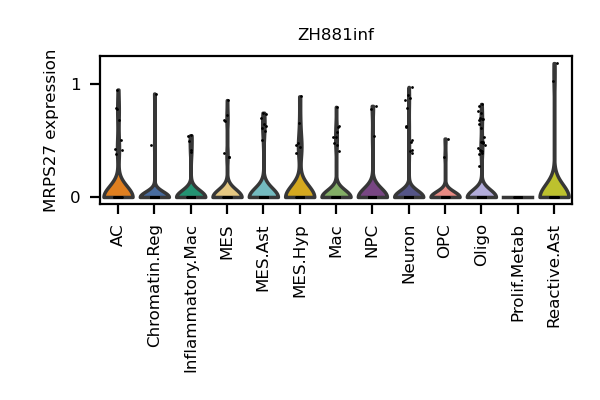 ZH881inf
MRPS27 expression
1
0
AC
Chromatin.Reg
Inflammatory.Mac
MES
MES.Ast
MES.Hyp
Mac
NPC
Neuron
OPC
Oligo
Prolif.Metab
Reactive.Ast